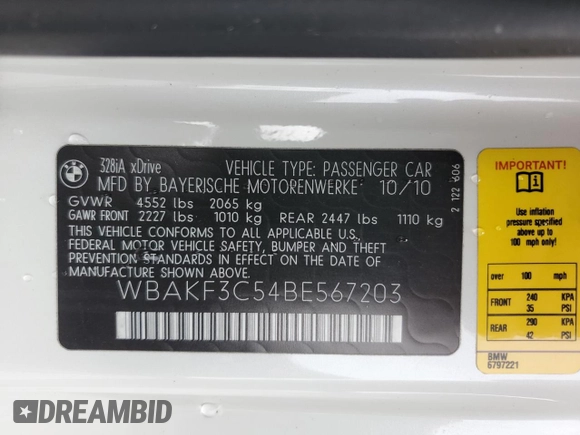 BMW
328iA xDrive
VEHICLE TYPE: PASSENGER CAR
MFD BY BAYERISCHE MOTORENWERKE 10/10
GVWR 4552 lbs 2065 kg
GAWR FRONT 2227 lbs 1010 kg REAR 2447 lbs 1110 kg
THIS VEHICLE CONFORMS TO ALL APPLICABLE U.S.
FEDERAL MOTOR VEHICLE SAFETY, BUMPER AND THEFT
PREVENTION STANDARDS IN EFFECT ON THE DATE
OF MANUFACTURE SHOWN ABOVE.
WBAKF3C54BE567203
2 122 606
IMPORTANT!
Use inflation
pressure specified
above up to
100 mph only!
over 100 mph
FRONT 240 KPA
35 PSI
REAR 290 KPA
42 PSI
BMW
6797221
DREAMBID